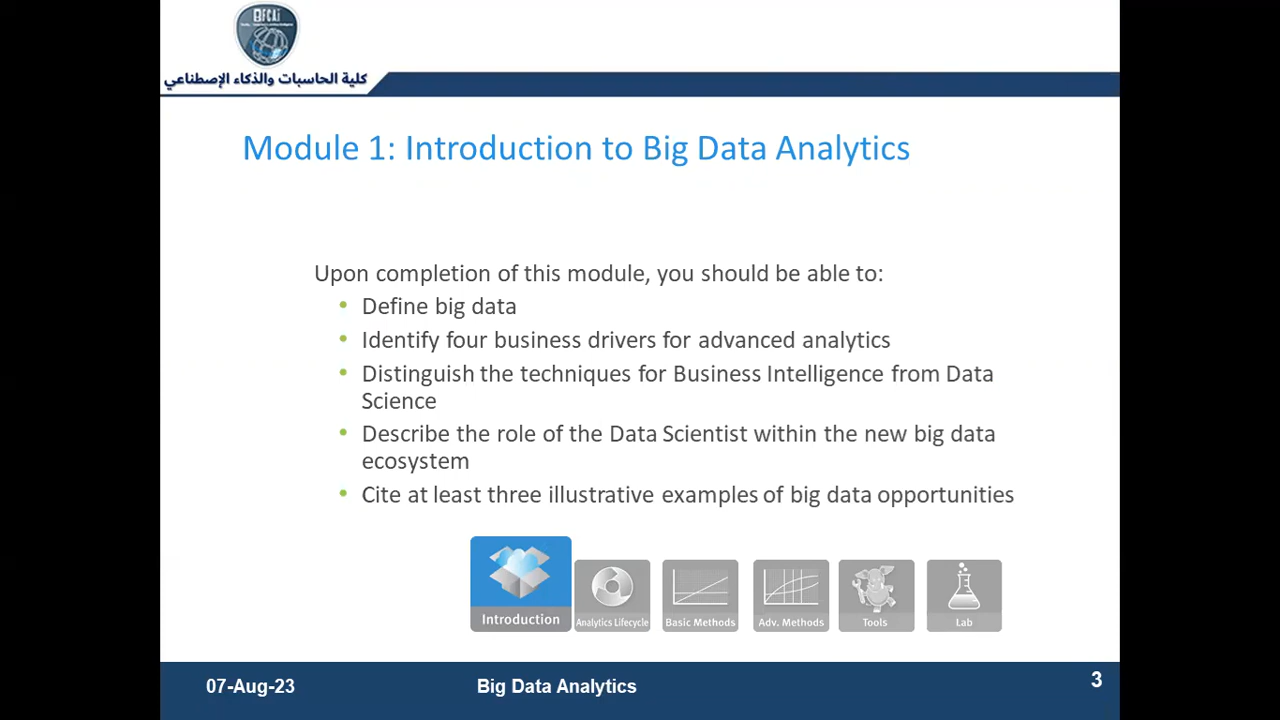 BFCAi
كلية الحاسبات والذكاء الإصطناعي
Module 1: Introduction to Big Data Analytics
Upon completion of this module, you should be able to:
• Define big data
• Identify four business drivers for advanced analytics
• Distinguish the techniques for Business Intelligence from Data
Science
• Describe the role of the Data Scientist within the new big data
ecosystem
• Cite at least three illustrative examples of big data opportunities
Introduction
Analytics Lifecycle
Basic Methods
Adv. Methods
Tools
Lab
07-Aug-23
Big Data Analytics
3